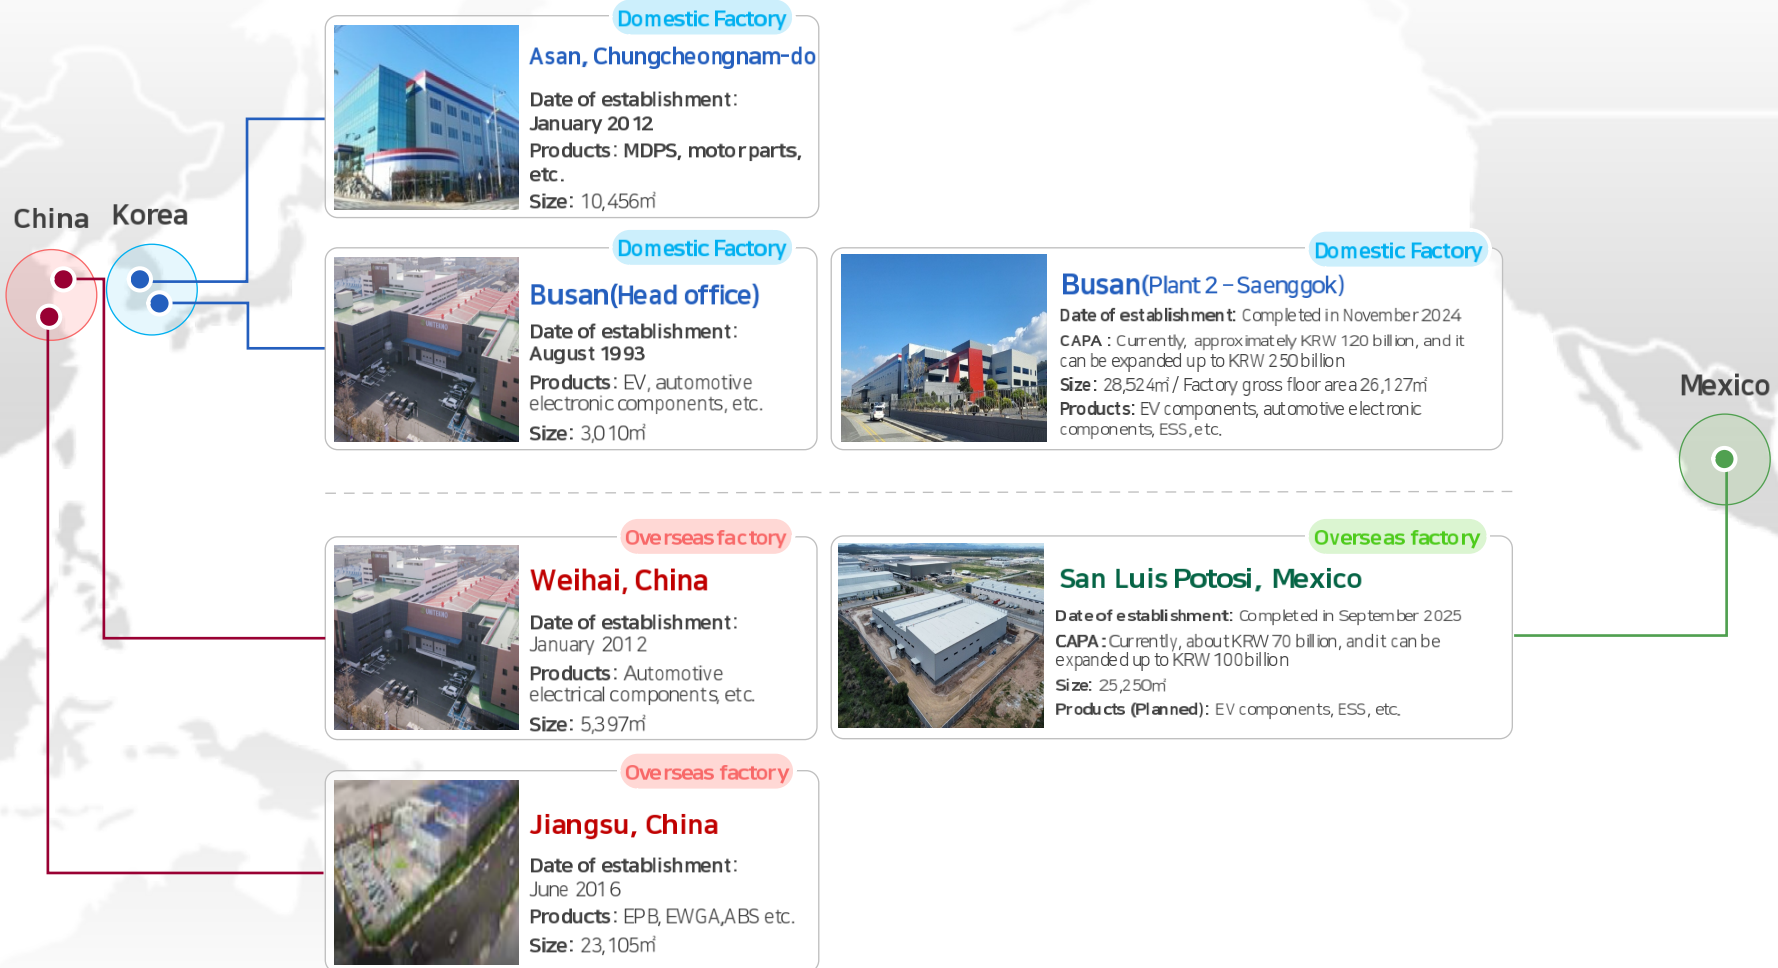 China
Korea
Mexico
Domestic Factory
Asan, Chungcheongnam-do
Date of establishment:
January 2012
Products: MDPS, motor parts,
etc.
Size: 10,456㎡
Domestic Factory
Busan(Head office)
Date of establishment:
August 1993
Products: EV, automotive
electronic components, etc.
Size: 3,010㎡
Domestic Factory
Busan(Plant 2 – Saenggok)
Date of establishment: Completed in November 2024
CAPA : Currently, approximately KRW 120 billion, and it
can be expanded up to KRW 250 billion
Size: 28,524㎡ / Factory gross floor area 26,127㎡
Products: EV components, automotive electronic
components, ESS, etc.
Overseas factory
Weihai, China
Date of establishment:
January 2012
Products: Automotive
electrical components, etc.
Size: 5,397㎡
Overseas factory
San Luis Potosi, Mexico
Date of establishment: Completed in September 2025
CAPA : Currently, about KRW 70 billion, and it can be
expanded up to KRW 100 billion
Size: 25,250㎡
Products (Planned): EV components, ESS, etc.
Overseas factory
Jiangsu, China
Date of establishment:
June 2016
Products: EPB, EWGA,ABS etc.
Size: 23,105㎡